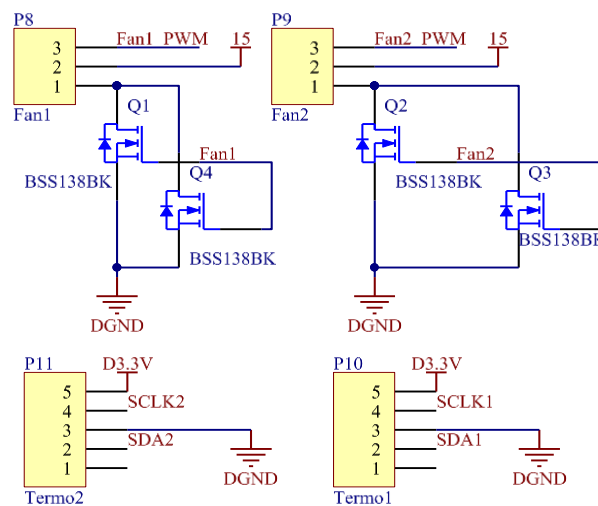 P8
P9
3 Fan1_PWM 15
3 Fan2_PWM 15
2
2
1
1
Fan1
Q1
Fan2
Q2
Fan1
Fan2
BSS138BK
Q4
BSS138BK
Q3
BSS138BK
BSS138BK
DGND
DGND
P11
D3.3V
P10
D3.3V
5
4 SCLK2
3
2 SDA2
1
DGND
Termo2
5
4 SCLK1
3
2 SDA1
1
DGND
Termo1